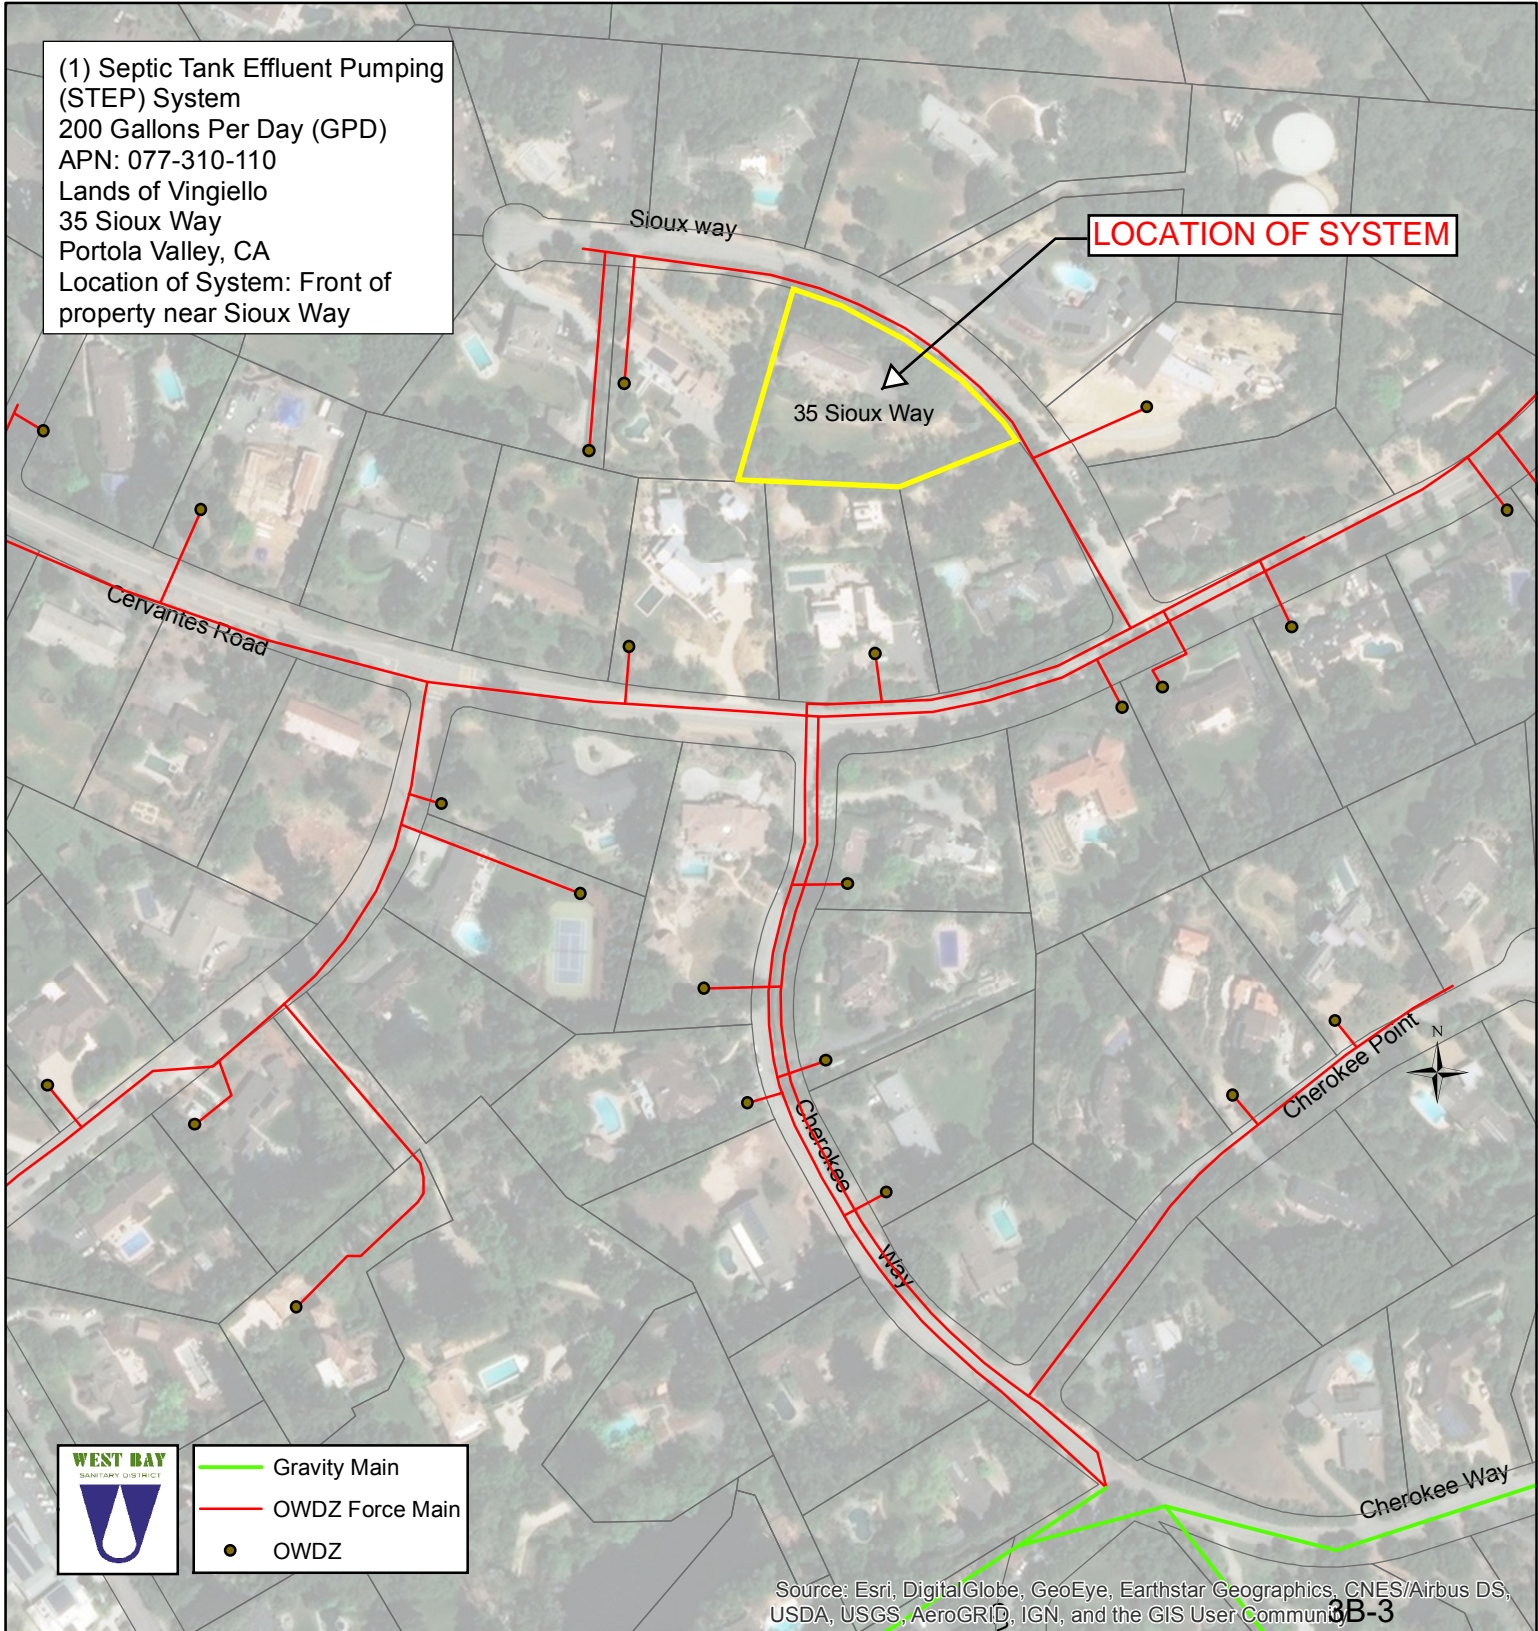 (1) Septic Tank Effluent Pumping
(STEP) System
200 Gallons Per Day (GPD)
APN: 077-310-110
Lands of Vingiello
35 Sioux Way
Portola Valley, CA
Location of System: Front of
property near Sioux Way
Sioux way
LOCATION OF SYSTEM
35 Sioux Way
Cervantes Road
N
Cherokee Point
Cherokee
Way
Cherokee Way
WEST BAY
SANITARY DISTRICT
Gravity Main
OWDZ Force Main
OWDZ
Source: Esri, DigitalGlobe, GeoEye, Earthstar Geographics, CNES/Airbus DS,
USDA, USGS, AeroGRID, IGN, and the GIS User Community
3B-3